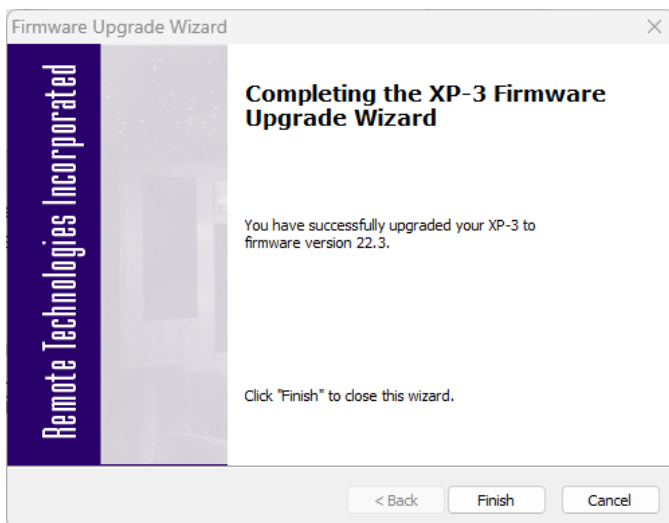 Firmware Upgrade Wizard
Remote Technologies Incorporated
Completing the XP-3 Firmware
Upgrade Wizard
You have successfully upgraded your XP-3 to
firmware version 22.3.
Click "Finish" to close this wizard.
< Back
Finish
Cancel